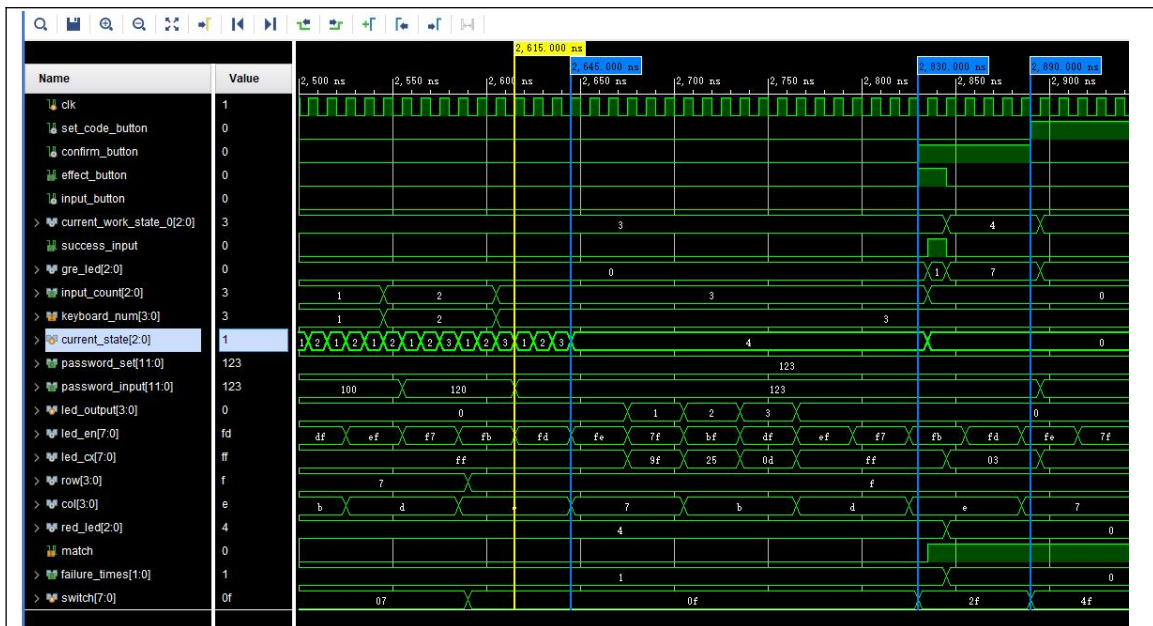 2,615.000 ns
2,645.000 ns 2,830.000 ns 2,890.000 ns
Name Value 2,500 ns 2,550 ns 2,600 ns 2,650 ns 2,700 ns 2,750 ns 2,800 ns 2,850 ns 2,900 ns
clk 1
set_code_button 0
confirm_button 0
effect_button 0
input_button 0
current_work_state_0[2:0] 3 3 4
success_input 0
gre_led[2:0] 0 0 1 7
input_count[2:0] 3 1 2 3 0
keyboard_num[3:0] 3 1 2 3
current_state[2:0] 1 1 2 1 2 1 2 1 2 3 1 2 3 1 2 3 4 0
password_set[11:0] 123 123
password_input[11:0] 123 100 120 123
led_output[3:0] 0 0 1 2 3 0
led_en[7:0] fd df ef f7 fb fd fe 7f bf df ef f7 fb fd fe 7f
led_cx[7:0] ff ff 9f 25 0d ff 03
row[3:0] f 7 f
col[3:0] e b d e 7 b d e 7
red_led[2:0] 4 4 0
match 0
failure_times[1:0] 1 1 0
switch[7:0] 0f 07 0f 2f 4f